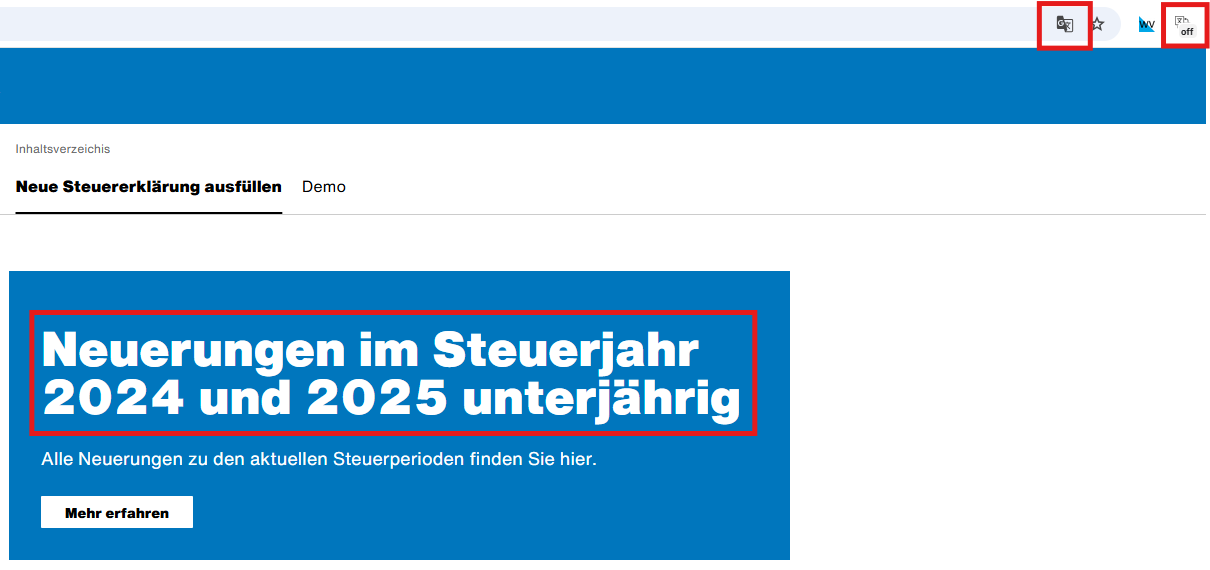 WV
off
Inhaltsverzeichis
Neue Steuererklärung ausfüllen Demo
Neuerungen im Steuerjahr
2024 und 2025 unterjährig
Alle Neuerungen zu den aktuellen Steuerperioden finden Sie hier.
Mehr erfahren